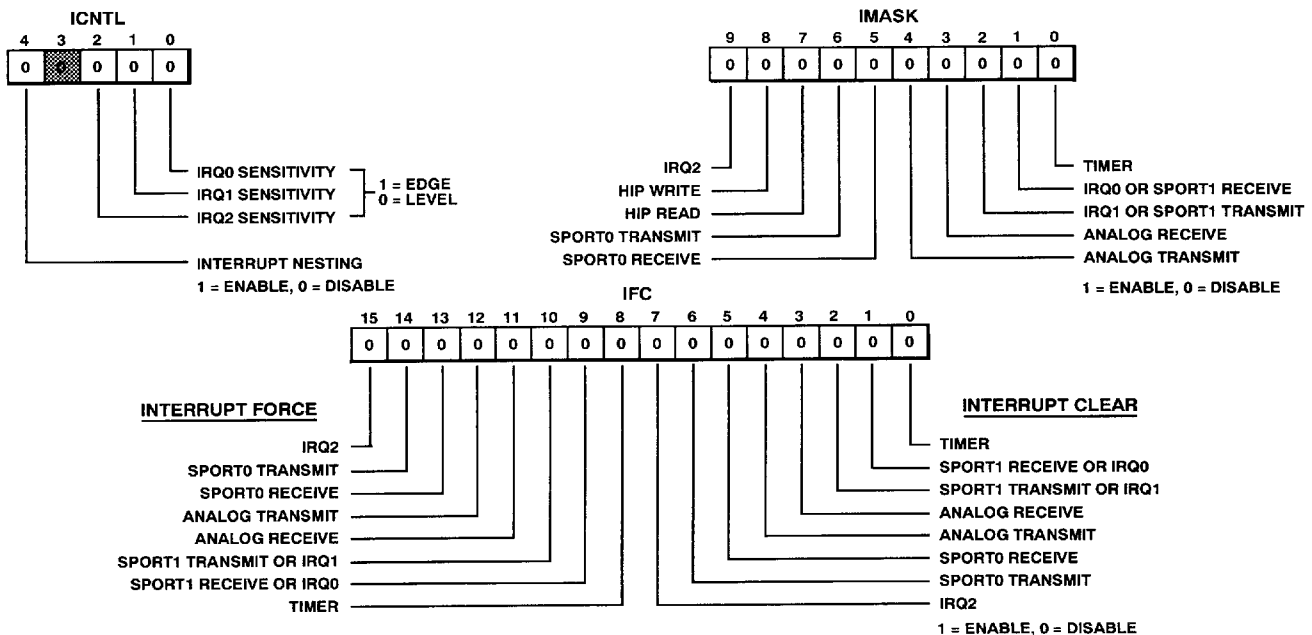 ICNTL
4 3 2 1 0
0 0 0 0 0
IRQ0 SENSITIVITY
IRQ1 SENSITIVITY
IRQ2 SENSITIVITY
1 = EDGE
0 = LEVEL
INTERRUPT NESTING
1 = ENABLE, 0 = DISABLE
IMASK
9 8 7 6 5 4 3 2 1 0
0 0 0 0 0 0 0 0 0 0
IRQ2
HIP WRITE
HIP READ
SPORT0 TRANSMIT
SPORT0 RECEIVE
TIMER
IRQ0 OR SPORT1 RECEIVE
IRQ1 OR SPORT1 TRANSMIT
ANALOG RECEIVE
ANALOG TRANSMIT
1 = ENABLE, 0 = DISABLE
IFC
15 14 13 12 11 10 9 8 7 6 5 4 3 2 1 0
0 0 0 0 0 0 0 0 0 0 0 0 0 0 0 0
INTERRUPT FORCE
IRQ2
SPORT0 TRANSMIT
SPORT0 RECEIVE
ANALOG TRANSMIT
ANALOG RECEIVE
SPORT1 TRANSMIT OR IRQ1
SPORT1 RECEIVE OR IRQ0
TIMER
INTERRUPT CLEAR
TIMER
SPORT1 RECEIVE OR IRQ0
SPORT1 TRANSMIT OR IRQ1
ANALOG RECEIVE
ANALOG TRANSMIT
SPORT0 RECEIVE
SPORT0 TRANSMIT
IRQ2
1 = ENABLE, 0 = DISABLE